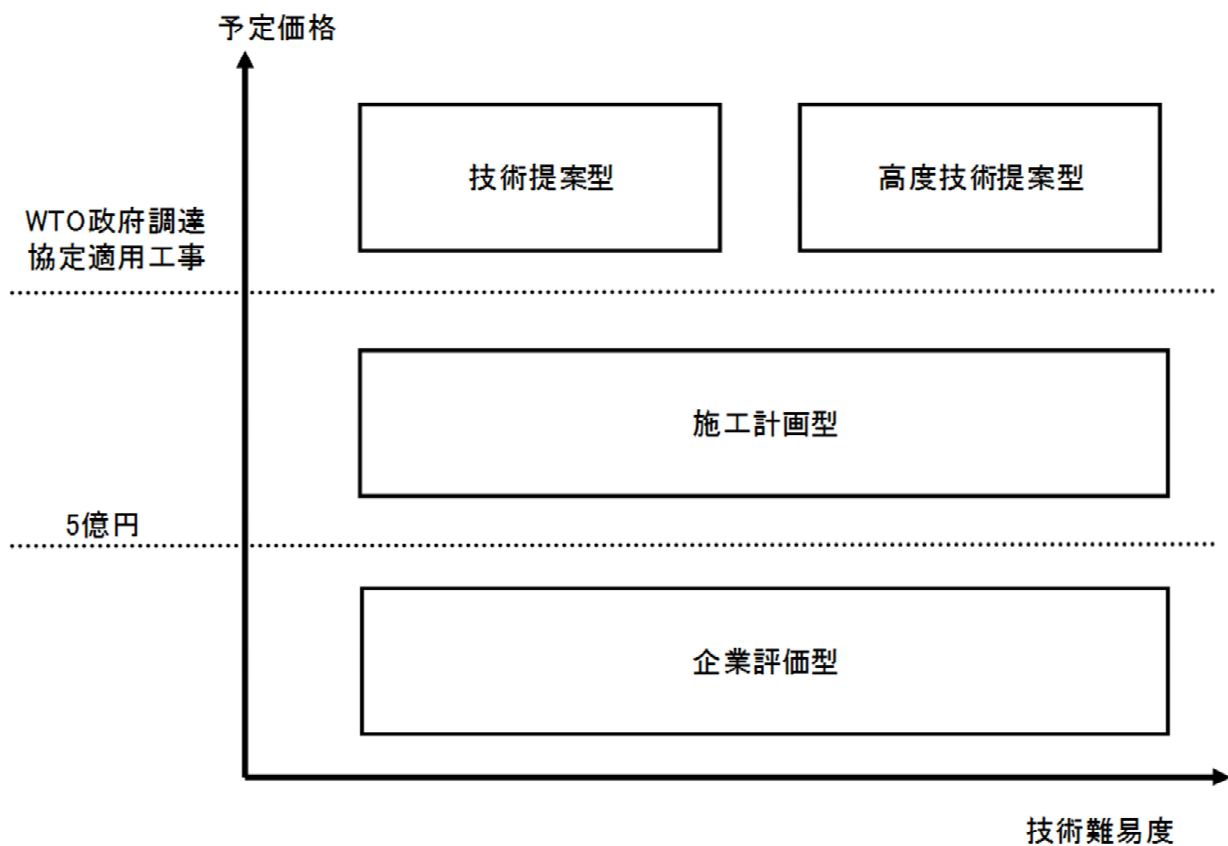 予定価格
技術提案型
高度技術提案型
WTO政府調達
協定適用工事
施工計画型
5億円
企業評価型
技術難易度